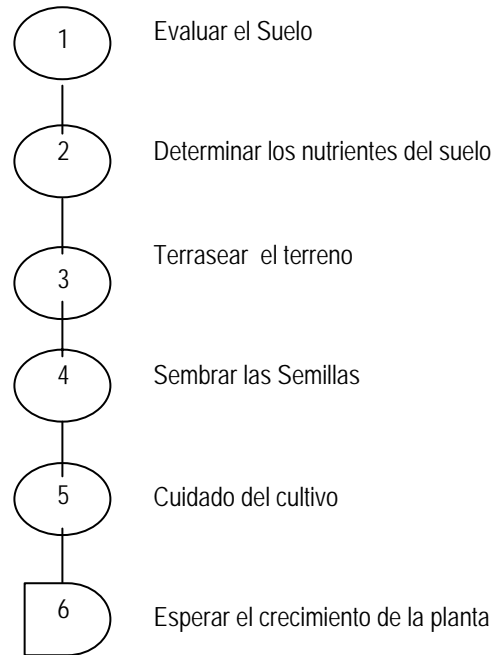 1 Evaluar el Suelo
2 Determinar los nutrientes del suelo
3 Terrasear el terreno
4 Sembrar las Semillas
5 Cuidado del cultivo
6 Esperar el crecimiento de la planta